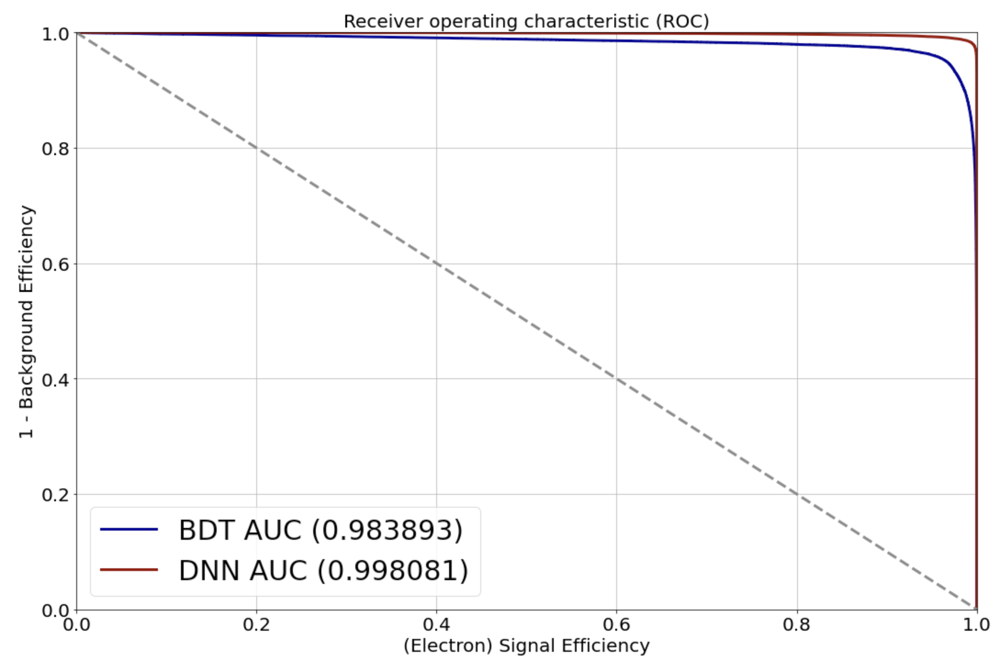 Receiver operating characteristic (ROC)
1.0
0.8
0.6
0.4
0.2
0.0
1 - Background Efficiency
BDT AUC (0.983893)
DNN AUC (0.998081)
0.0 0.2 0.4 0.6 0.8 1.0
(Electron) Signal Efficiency